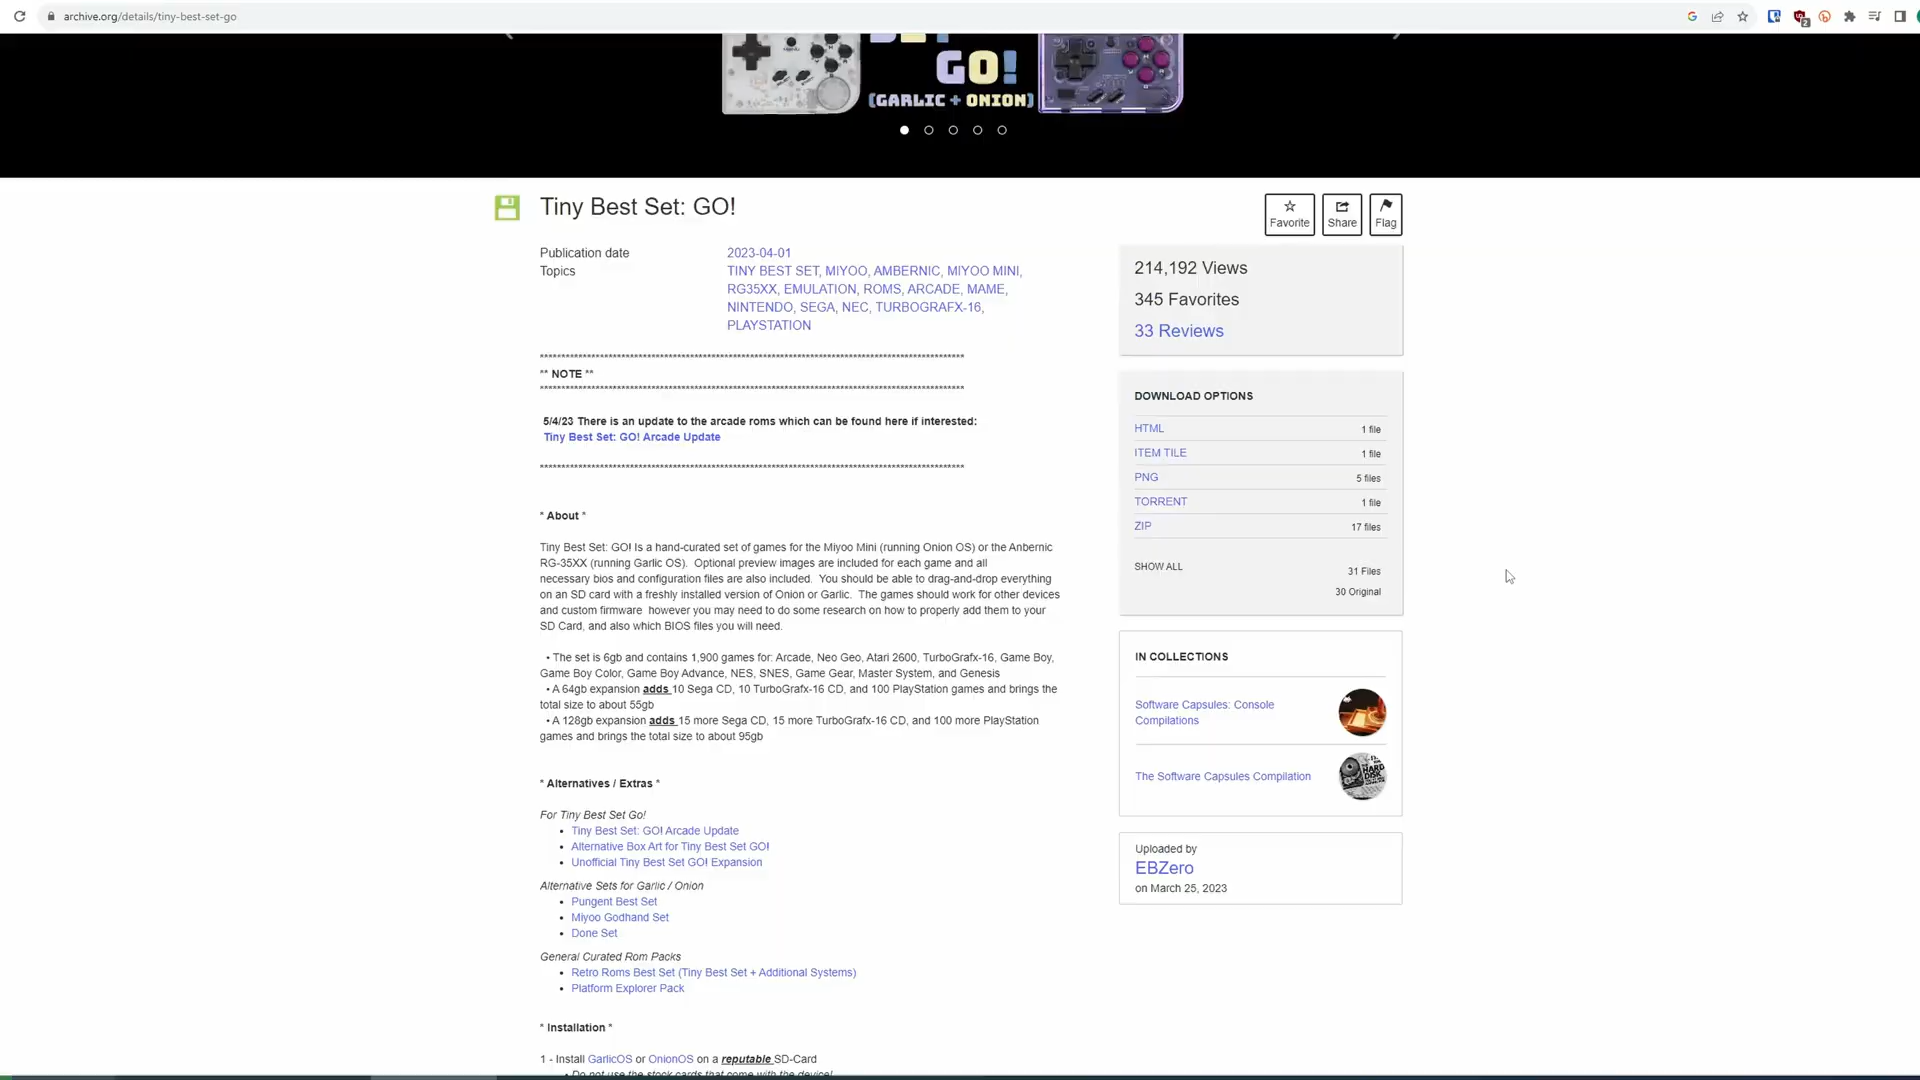 archive.org/details/tiny-best-set-go
GO!
(GARLIC + ONION)
Tiny Best Set: GO!
Favorite
Share
Flag
Publication date 2023-04-01
Topics TINY BEST SET, MIYOO, AMBERNIC, MIYOO MINI,
RG35XX, EMULATION, ROMS, ARCADE, MAME,
NINTENDO, SEGA, NEC, TURBOGRAFX-16,
PLAYSTATION
** NOTE **
5/4/23 There is an update to the arcade roms which can be found here if interested:
Tiny Best Set: GO! Arcade Update
* About *
Tiny Best Set: GO! Is a hand-curated set of games for the Miyoo Mini (running Onion OS) or the Anbernic
RG-35XX (running Garlic OS). Optional preview images are included for each game and all
necessary bios and configuration files are also included. You should be able to drag-and-drop everything
on an SD card with a freshly installed version of Onion or Garlic. The games should work for other devices
and custom firmware however you may need to do some research on how to properly add them to your
SD Card, and also which BIOS files you will need.
• The set is 6gb and contains 1,900 games for: Arcade, Neo Geo, Atari 2600, TurboGrafx-16, Game Boy,
Game Boy Color, Game Boy Advance, NES, SNES, Game Gear, Master System, and Genesis
• A 64gb expansion adds 10 Sega CD, 10 TurboGrafx-16 CD, and 100 PlayStation games and brings the
total size to about 55gb
• A 128gb expansion adds 15 more Sega CD, 15 more TurboGrafx-16 CD, and 100 more PlayStation
games and brings the total size to about 95gb
* Alternatives / Extras *
For Tiny Best Set Go!
• Tiny Best Set: GO! Arcade Update
• Alternative Box Art for Tiny Best Set GO!
• Unofficial Tiny Best Set GO! Expansion
Alternative Sets for Garlic / Onion
• Pungent Best Set
• Miyoo Godhand Set
• Done Set
General Curated Rom Packs
• Retro Roms Best Set (Tiny Best Set + Additional Systems)
• Platform Explorer Pack
* Installation *
1 - Install GarlicOS or OnionOS on a reputable SD-Card
• Do not use the stock cards that come with the device!
214,192 Views
345 Favorites
33 Reviews
DOWNLOAD OPTIONS
HTML 1 file
ITEM TILE 1 file
PNG 5 files
TORRENT 1 file
ZIP 17 files
SHOW ALL 31 Files
30 Original
IN COLLECTIONS
Software Capsules: Console
Compilations
The Software Capsules Compilation
Uploaded by
EBZero
on March 25, 2023